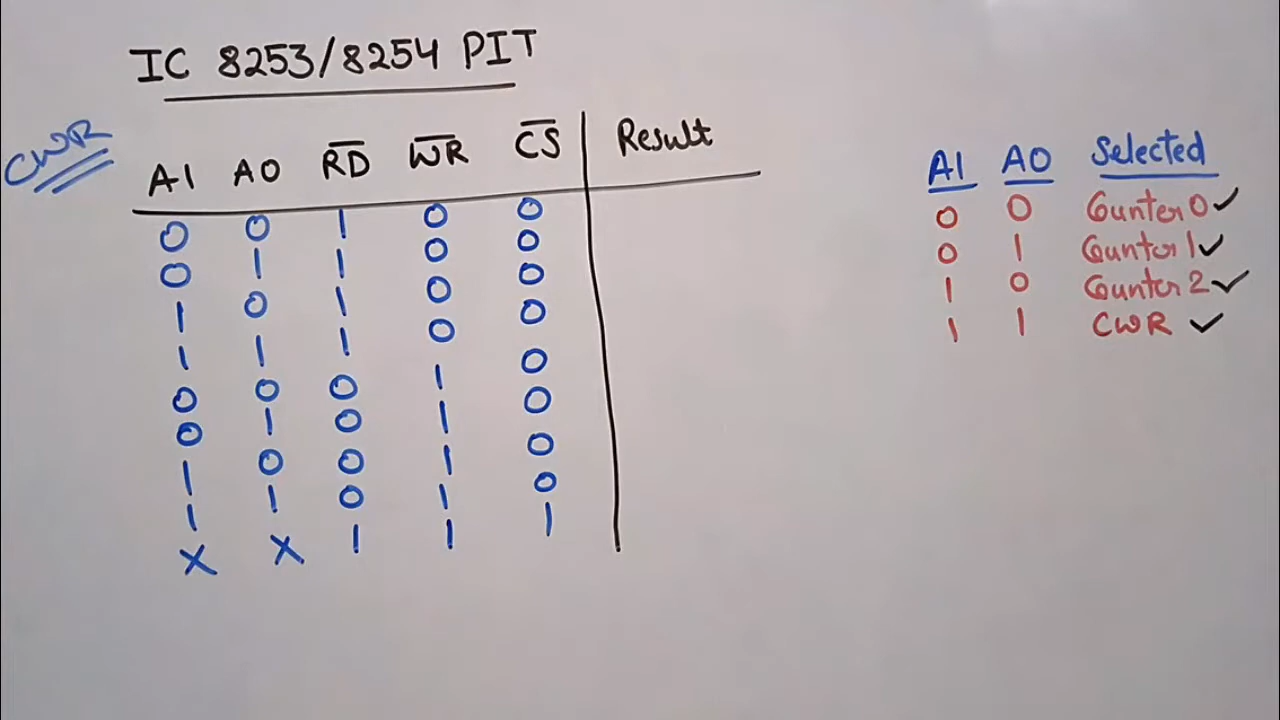 IC 8253/8254 PIT
CWR
A1 A0 R̅D̅ W̅R̅ C̅S̅ Result
0 0 1 0 0
0 1 1 0 0
1 0 1 0 0
1 1 1 0 0
0 0 0 1 0
0 1 0 1 0
1 0 0 1 0
1 1 0 1 0
X X 1 1 1
A1 A0 Selected
0 0 Counter 0 ✓
0 1 Counter 1 ✓
1 0 Counter 2 ✓
1 1 CWR ✓